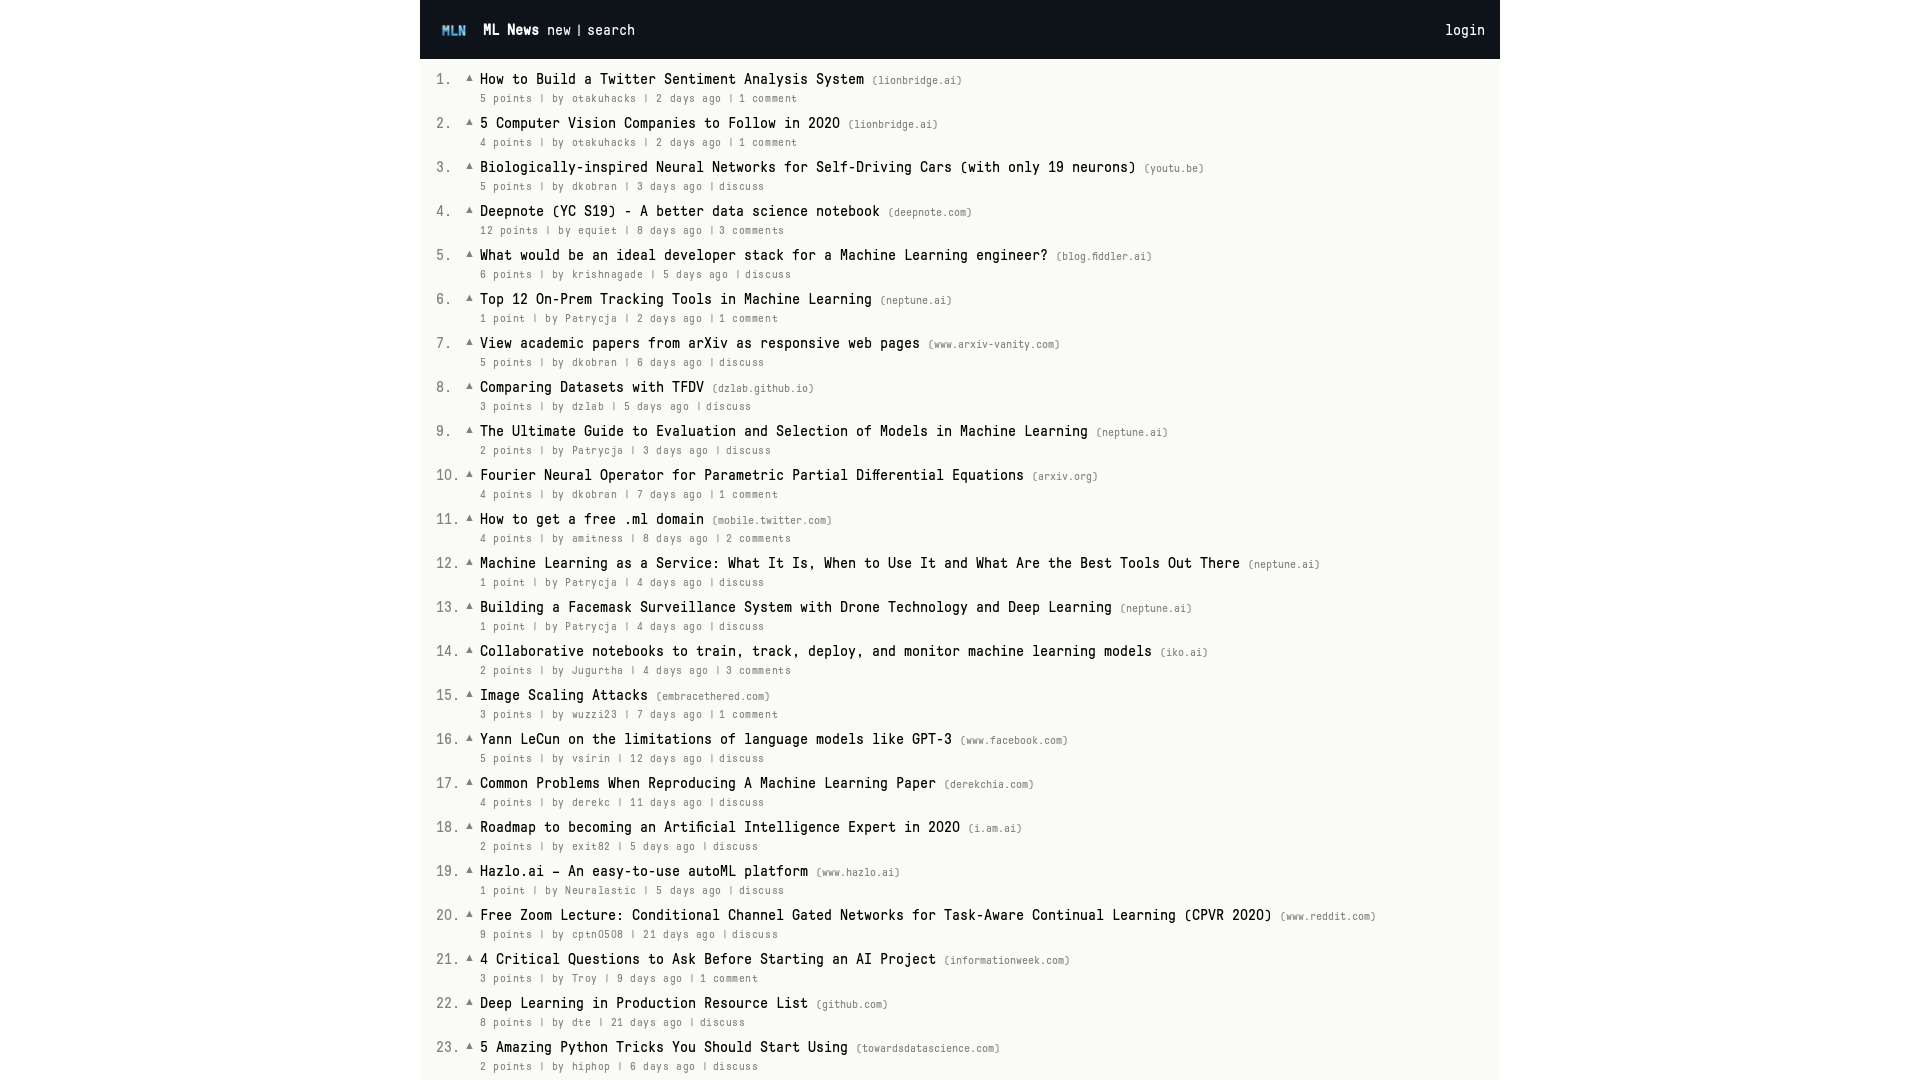 MLN ML News new | search login
1. ▲ How to Build a Twitter Sentiment Analysis System (lionbridge.ai)
5 points | by otakuhacks | 2 days ago | 1 comment
2. ▲ 5 Computer Vision Companies to Follow in 2020 (lionbridge.ai)
4 points | by otakuhacks | 2 days ago | 1 comment
3. ▲ Biologically-inspired Neural Networks for Self-Driving Cars (with only 19 neurons) (youtu.be)
5 points | by dkobran | 3 days ago | discuss
4. ▲ Deepnote (YC S19) - A better data science notebook (deepnote.com)
12 points | by equiet | 8 days ago | 3 comments
5. ▲ What would be an ideal developer stack for a Machine Learning engineer? (blog.fiddler.ai)
6 points | by krishnagade | 5 days ago | discuss
6. ▲ Top 12 On-Prem Tracking Tools in Machine Learning (neptune.ai)
1 point | by Patrycja | 2 days ago | 1 comment
7. ▲ View academic papers from arXiv as responsive web pages (www.arxiv-vanity.com)
5 points | by dkobran | 6 days ago | discuss
8. ▲ Comparing Datasets with TFDV (dzlab.github.io)
3 points | by dzlab | 5 days ago | discuss
9. ▲ The Ultimate Guide to Evaluation and Selection of Models in Machine Learning (neptune.ai)
2 points | by Patrycja | 3 days ago | discuss
10. ▲ Fourier Neural Operator for Parametric Partial Differential Equations (arxiv.org)
4 points | by dkobran | 7 days ago | 1 comment
11. ▲ How to get a free .ml domain (mobile.twitter.com)
4 points | by amitness | 8 days ago | 2 comments
12. ▲ Machine Learning as a Service: What It Is, When to Use It and What Are the Best Tools Out There (neptune.ai)
1 point | by Patrycja | 4 days ago | discuss
13. ▲ Building a Facemask Surveillance System with Drone Technology and Deep Learning (neptune.ai)
1 point | by Patrycja | 4 days ago | discuss
14. ▲ Collaborative notebooks to train, track, deploy, and monitor machine learning models (iko.ai)
2 points | by Jugurtha | 4 days ago | 3 comments
15. ▲ Image Scaling Attacks (embracethered.com)
3 points | by wuzzi23 | 7 days ago | 1 comment
16. ▲ Yann LeCun on the limitations of language models like GPT-3 (www.facebook.com)
5 points | by vsirin | 12 days ago | discuss
17. ▲ Common Problems When Reproducing A Machine Learning Paper (derekchia.com)
4 points | by derekc | 11 days ago | discuss
18. ▲ Roadmap to becoming an Artificial Intelligence Expert in 2020 (i.am.ai)
2 points | by exit82 | 5 days ago | discuss
19. ▲ Hazlo.ai – An easy-to-use autoML platform (www.hazlo.ai)
1 point | by Neuralastic | 5 days ago | discuss
20. ▲ Free Zoom Lecture: Conditional Channel Gated Networks for Task-Aware Continual Learning (CPVR 2020) (www.reddit.com)
9 points | by cptn0508 | 21 days ago | discuss
21. ▲ 4 Critical Questions to Ask Before Starting an AI Project (informationweek.com)
3 points | by Troy | 9 days ago | 1 comment
22. ▲ Deep Learning in Production Resource List (github.com)
8 points | by dte | 21 days ago | discuss
23. ▲ 5 Amazing Python Tricks You Should Start Using (towardsdatascience.com)
2 points | by hiphop | 6 days ago | discuss